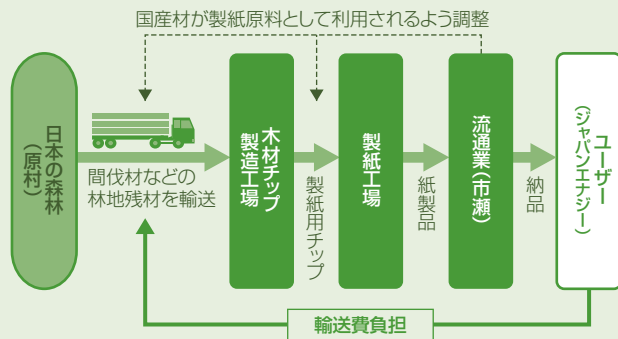 国産材が製紙原料として利用されるよう調整
日本の森林
（原村）
間伐材などの
林地残材を輸送
木材チップ
製造工場
製紙用チップ
製紙工場
紙製品
流通業（市瀬）
納品
ユーザー
（ジャパンエナジー）
輸送費負担